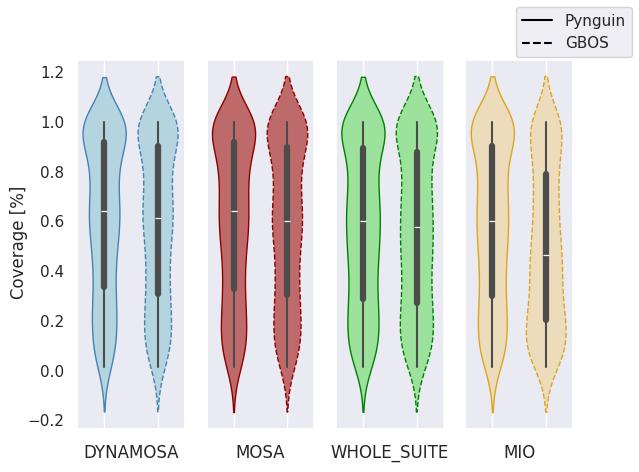 Pynguin
GBOS
1.2
1.0
0.8
0.6
0.4
0.2
0.0
−0.2
Coverage [%]
DYNAMOSA
MOSA
WHOLE_SUITE
MIO